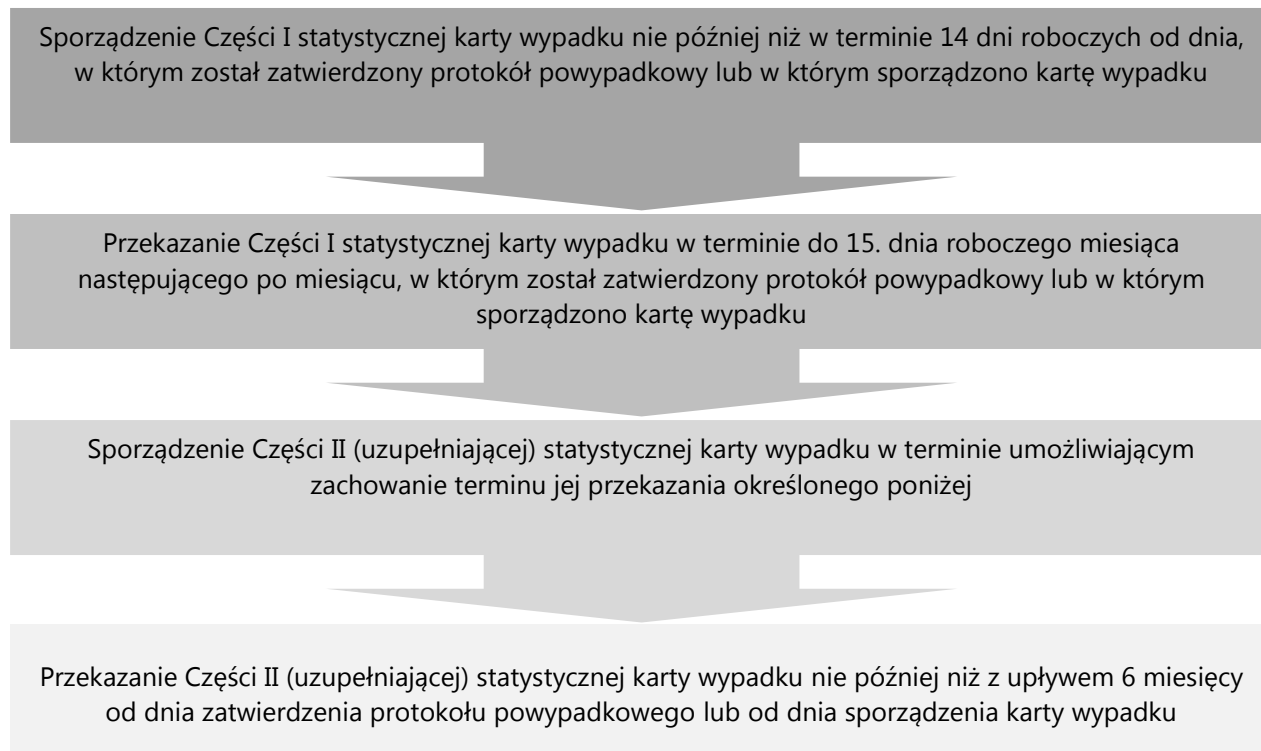 Sporządzenie Części I statystycznej karty wypadku nie później niż w terminie 14 dni roboczych od dnia,
w którym został zatwierdzony protokół powypadkowy lub w którym sporządzono kartę wypadku
Przekazanie Części I statystycznej karty wypadku w terminie do 15. dnia roboczego miesiąca
następującego po miesiącu, w którym został zatwierdzony protokół powypadkowy lub w którym
sporządzono kartę wypadku
Sporządzenie Części II (uzupełniającej) statystycznej karty wypadku w terminie umożliwiającym
zachowanie terminu jej przekazania określonego poniżej
Przekazanie Części II (uzupełniającej) statystycznej karty wypadku nie później niż z upływem 6 miesięcy
od dnia zatwierdzenia protokołu powypadkowego lub od dnia sporządzenia karty wypadku